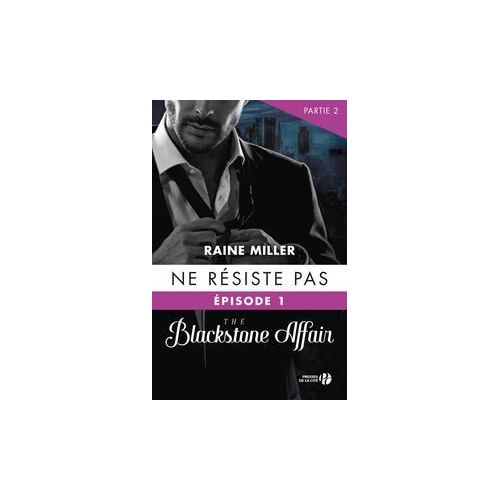 PARTIE 2
RAINE MILLER
NE RÉSISTE PAS
ÉPISODE 1
THE
Blackstone Affair
PRESSES
DE LA CITÉ